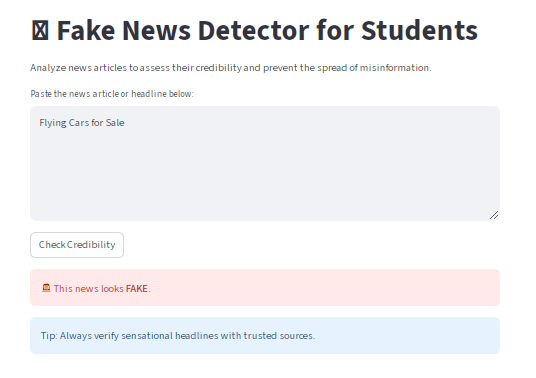 Fake News Detector for Students
Analyze news articles to assess their credibility and prevent the spread of misinformation.
Paste the news article or headline below:
Flying Cars for Sale
Check Credibility
This news looks FAKE.
Tip: Always verify sensational headlines with trusted sources.